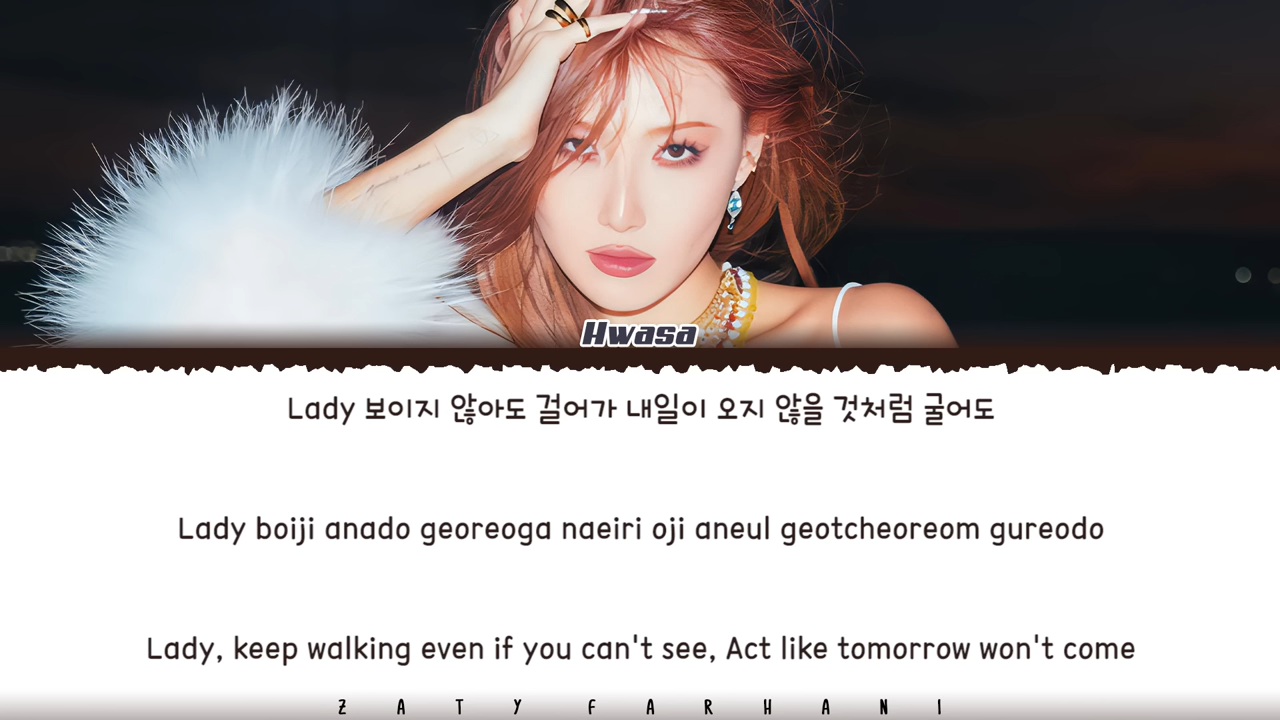 Hwasa
Lady 보이지 않아도 걸어가 내일이 오지 않을 것처럼 굴어도
Lady boiji anado georeoga naeiri oji aneul geotcheoreom gureodo
Lady, keep walking even if you can't see, Act like tomorrow won't come
ZATY FARHANI